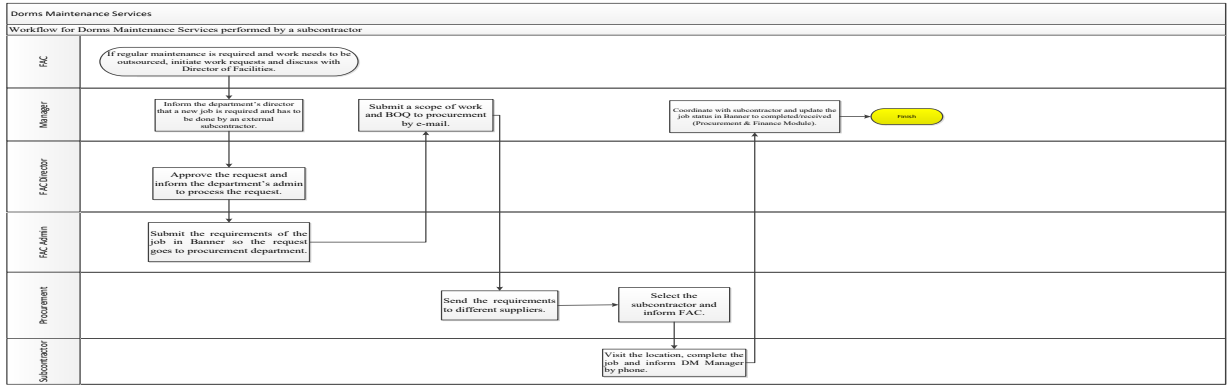 Dorms Maintenance Services
Workflow for Dorms Maintenance Services performed by a subcontractor
FAC
If regular maintenance is required and work needs to be
outsourced, initiate work requests and discuss with
Director of Facilities.
Manager
Inform the department's director
that a new job is required and has to
be done by an external
subcontractor.
Submit a scope of work
and BOQ to procurement
by e-mail.
Coordinate with subcontractor and update the
job status in Banner to completed/received
(Procurement & Finance Module).
Finish
FAC Director
Approve the request and
inform the department's admin
to process the request.
FAC Admin
Submit the requirements of the
job in Banner so the request
goes to procurement department.
Procurement
Send the requirements
to different suppliers.
Select the
subcontractor and
inform FAC.
Subcontractor
Visit the location, complete the
job and inform DM Manager
by phone.